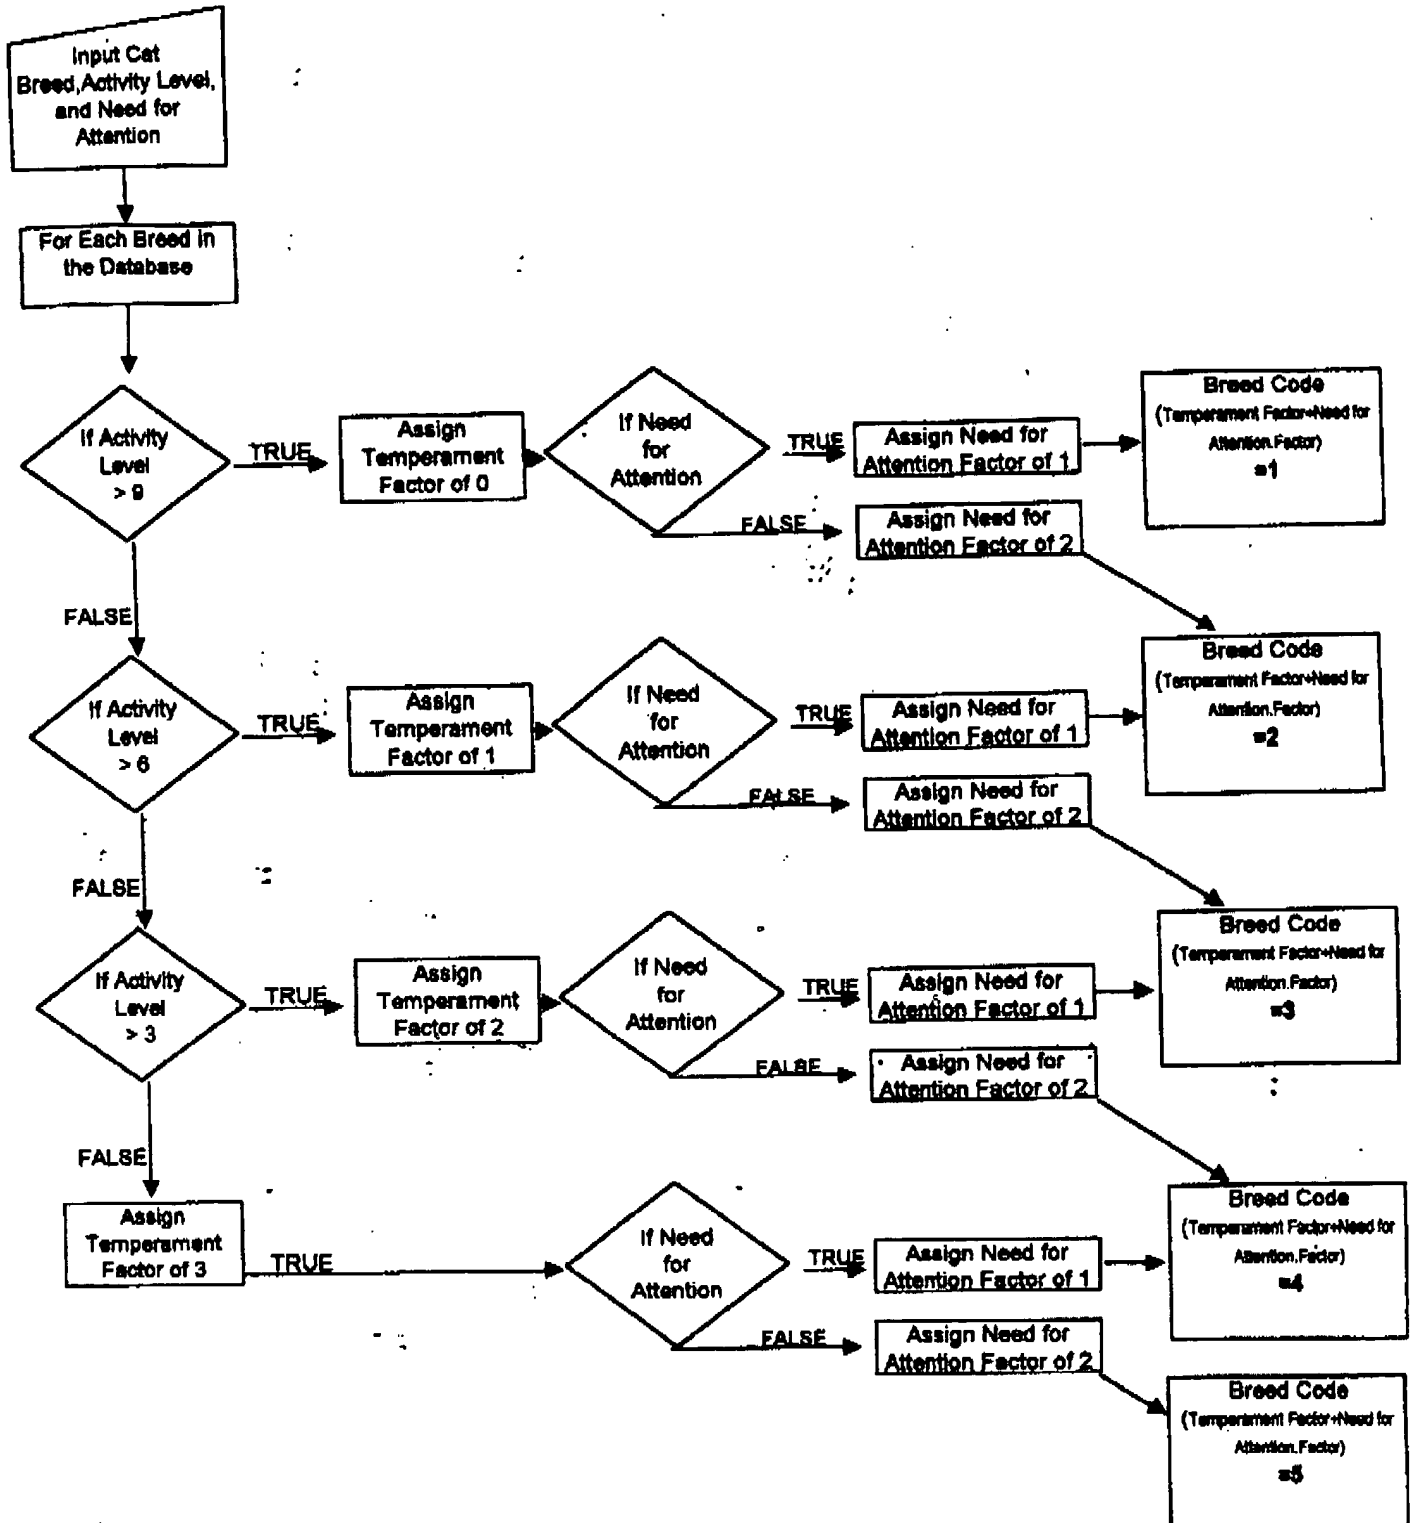 Input Cat
Breed,Activity Level,
and Need for
Attention
For Each Breed in
the Database
If Activity
Level
> 9
TRUE
Assign
Temperament
Factor of 0
If Need
for
Attention
TRUE
Assign Need for
Attention Factor of 1
Breed Code
(Temperament Factor+Need for
Attention.Factor)
=1
FALSE
Assign Need for
Attention Factor of 2
FALSE
If Activity
Level
> 6
TRUE
Assign
Temperament
Factor of 1
If Need
for
Attention
TRUE
Assign Need for
Attention Factor of 1
Breed Code
(Temperament Factor+Need for
Attention.Factor)
=2
FALSE
Assign Need for
Attention Factor of 2
FALSE
If Activity
Level
> 3
TRUE
Assign
Temperament
Factor of 2
If Need
for
Attention
TRUE
Assign Need for
Attention Factor of 1
Breed Code
(Temperament Factor+Need for
Attention.Factor)
=3
FALSE
Assign Need for
Attention Factor of 2
FALSE
Assign
Temperament
Factor of 3
TRUE
If Need
for
Attention
TRUE
Assign Need for
Attention Factor of 1
Breed Code
(Temperament Factor+Need for
Attention.Factor)
=4
FALSE
Assign Need for
Attention Factor of 2
Breed Code
(Temperament Factor+Need for
Attention.Factor)
=5